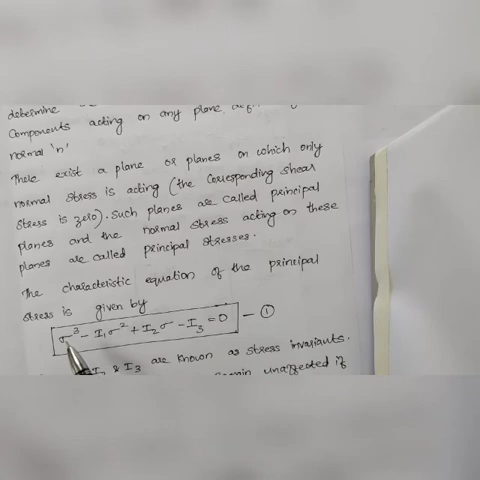 determine
Components acting on any plane
normal 'n'
There exist a plane or planes on which only
normal stress is acting (the corresponding shear
stress is zero). Such planes are called principal
planes and the normal stress acting on these
planes are called principal stresses.
The characteristic equation of the principal
stress is given by
σ³ - I₁σ² + I₂σ - I₃ = 0 — ①
I₂ & I₃ are known as stress invariants.
remain unaffected if